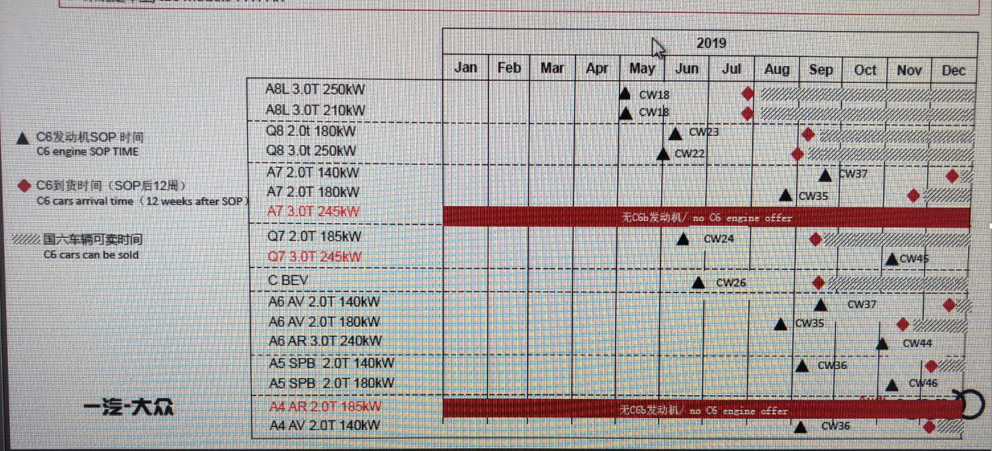 2019
Jan Feb Mar Apr May Jun Jul Aug Sep Oct Nov Dec
A8L 3.0T 250kW CW18
A8L 3.0T 210kW CW18
Q8 2.0t 180kW CW23
Q8 3.0t 250kW CW22
A7 2.0T 140kW CW37
A7 2.0T 180kW CW35
A7 3.0T 245kW 无C6b发动机/ no C6 engine offer
Q7 2.0T 185kW CW24
Q7 3.0T 245kW CW45
C BEV CW26
A6 AV 2.0T 140kW CW37
A6 AV 2.0T 180kW CW35
A6 AR 3.0T 240kW CW44
A5 SPB 2.0T 140kW CW36
A5 SPB 2.0T 180kW CW46
A4 AR 2.0T 185kW 无C6b发动机/ no C6 engine offer
A4 AV 2.0T 140kW CW36
C6发动机SOP 时间
C6 engine SOP TIME
C6到货时间（SOP后12周）
C6 cars arrival time（12 weeks after SOP）
国六车辆可卖时间
C6 cars can be sold
一汽-大众